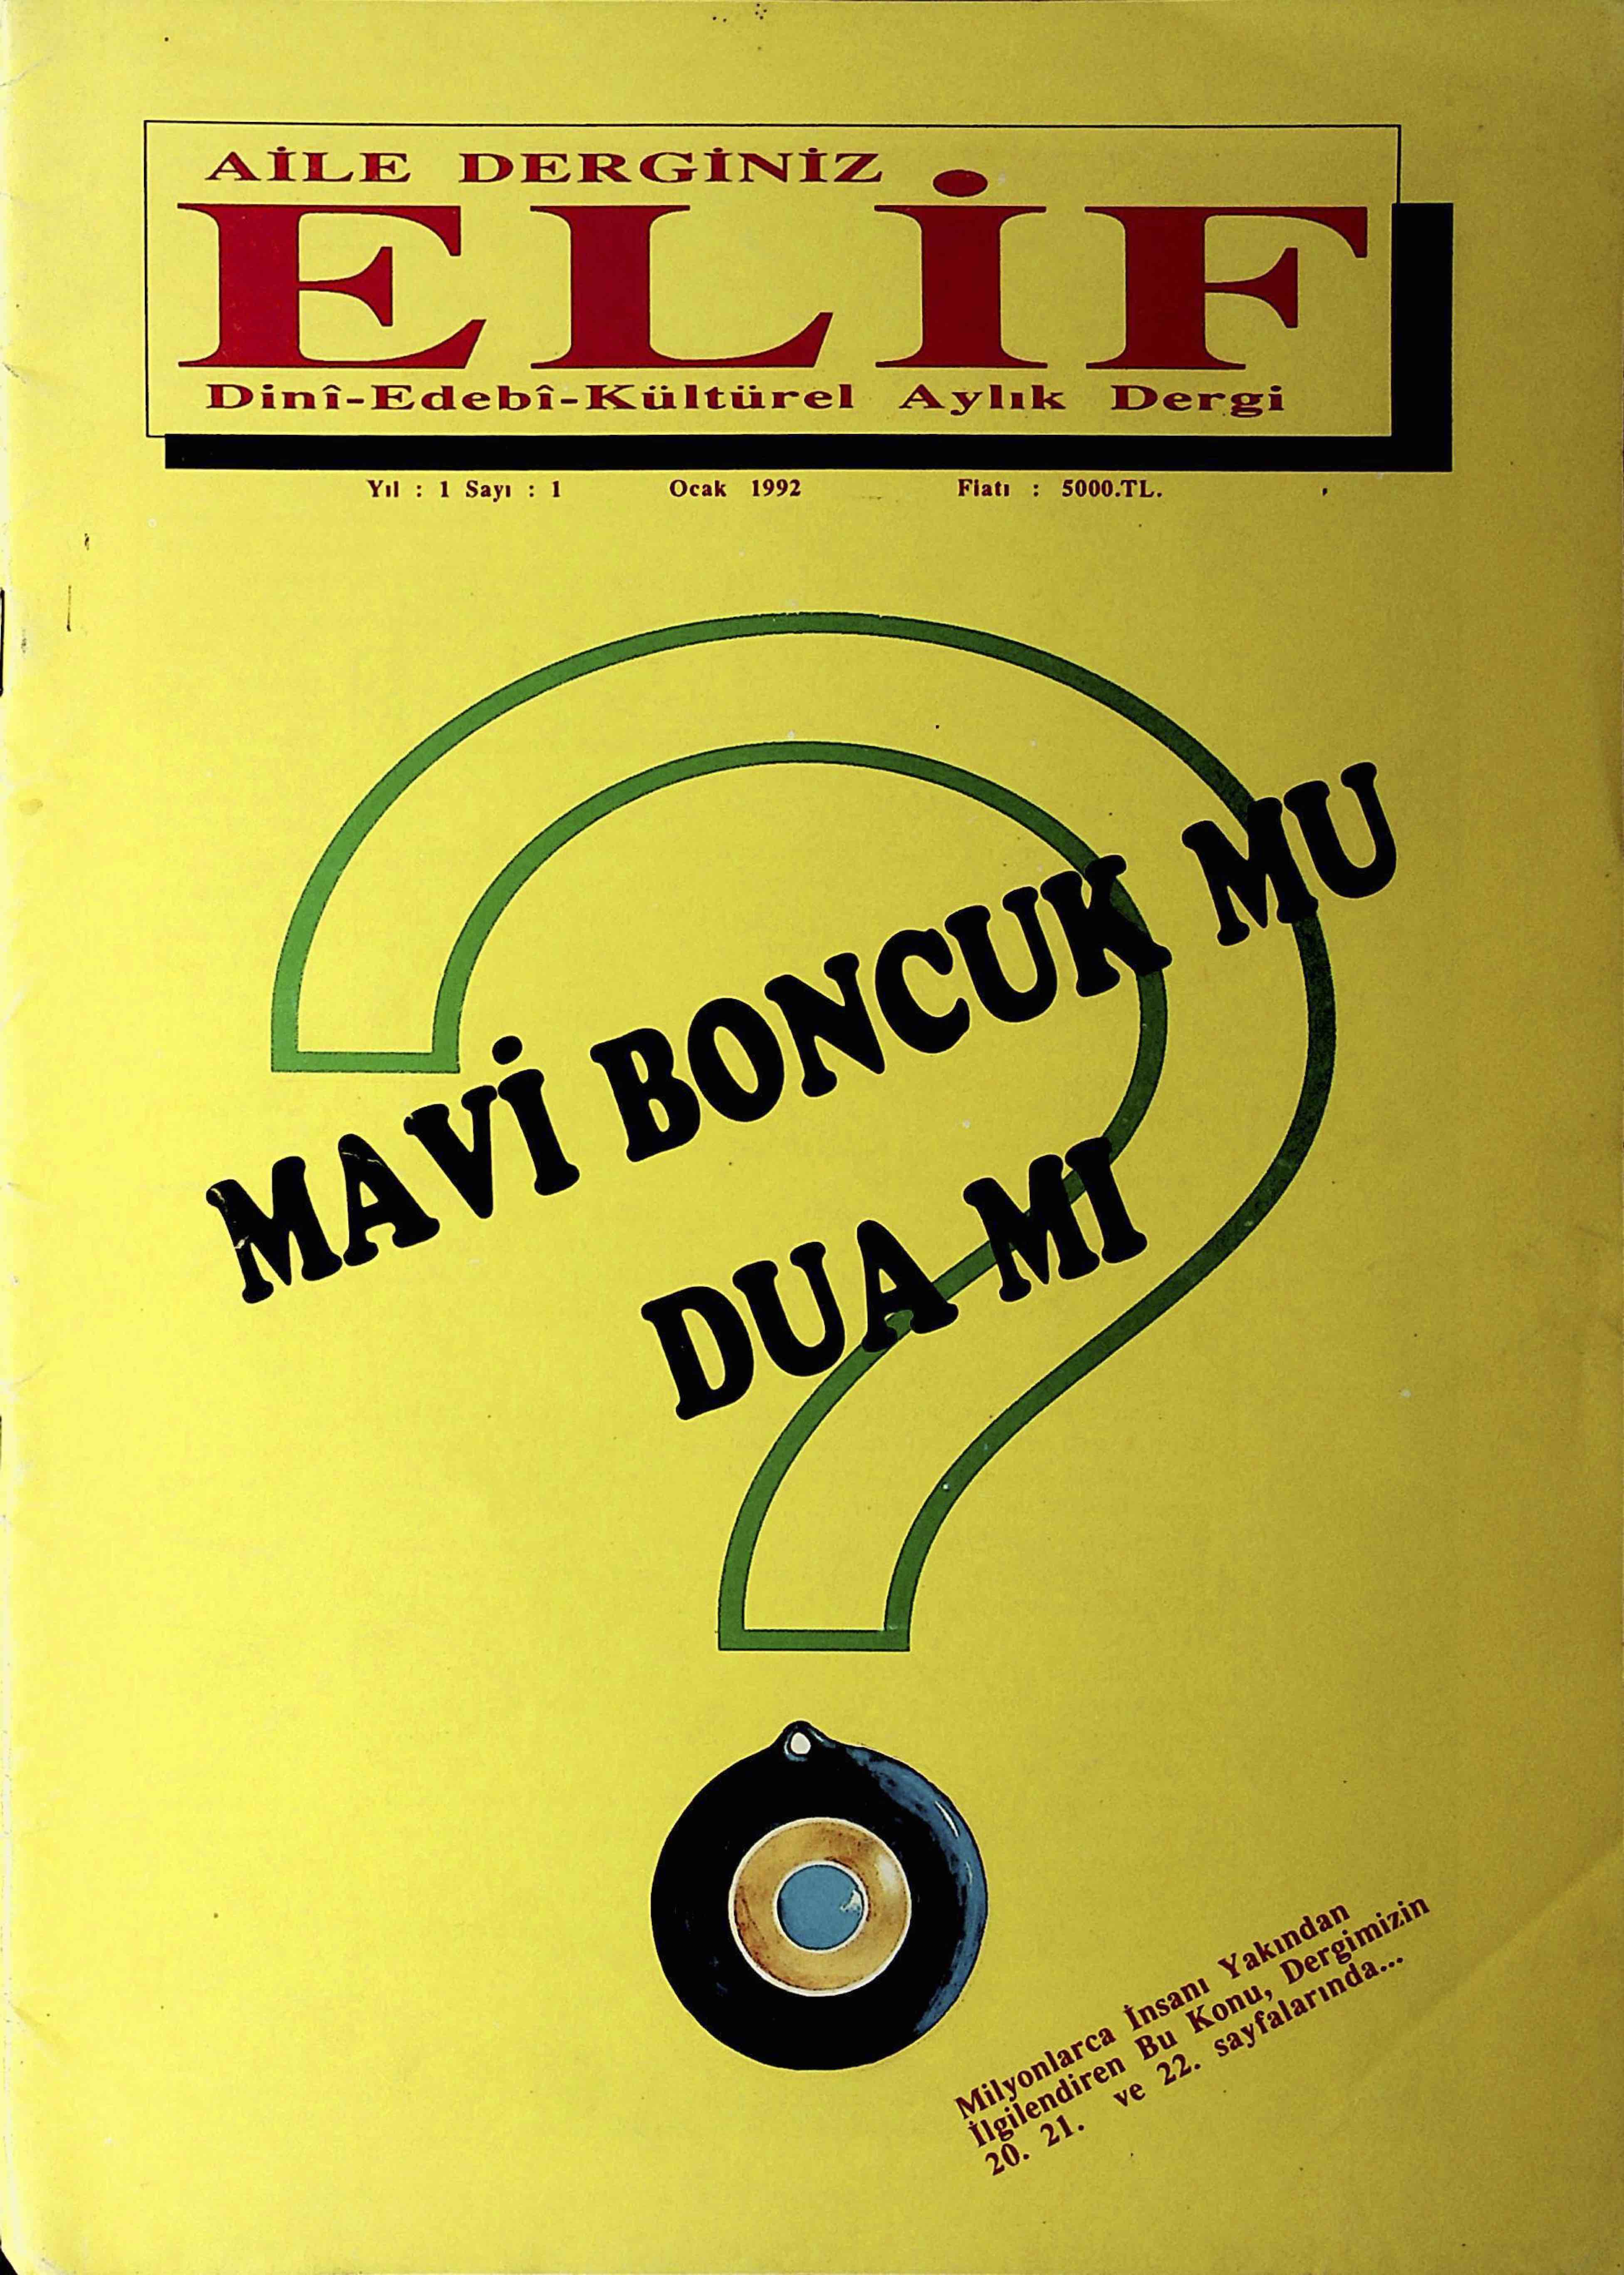 AİLE DERGİNİZ
ELİF
Dinî-Edebî-Kültürel Aylık Dergi
Yıl : 1 Sayı : 1 Ocak 1992 Fiatı : 5000.TL.
MAVİ BONCUK MU
DUA MI
Milyonlarca İnsanı Yakından
İlgilendiren Bu Konu, Dergimizin
20. 21. ve 22. sayfalarında...